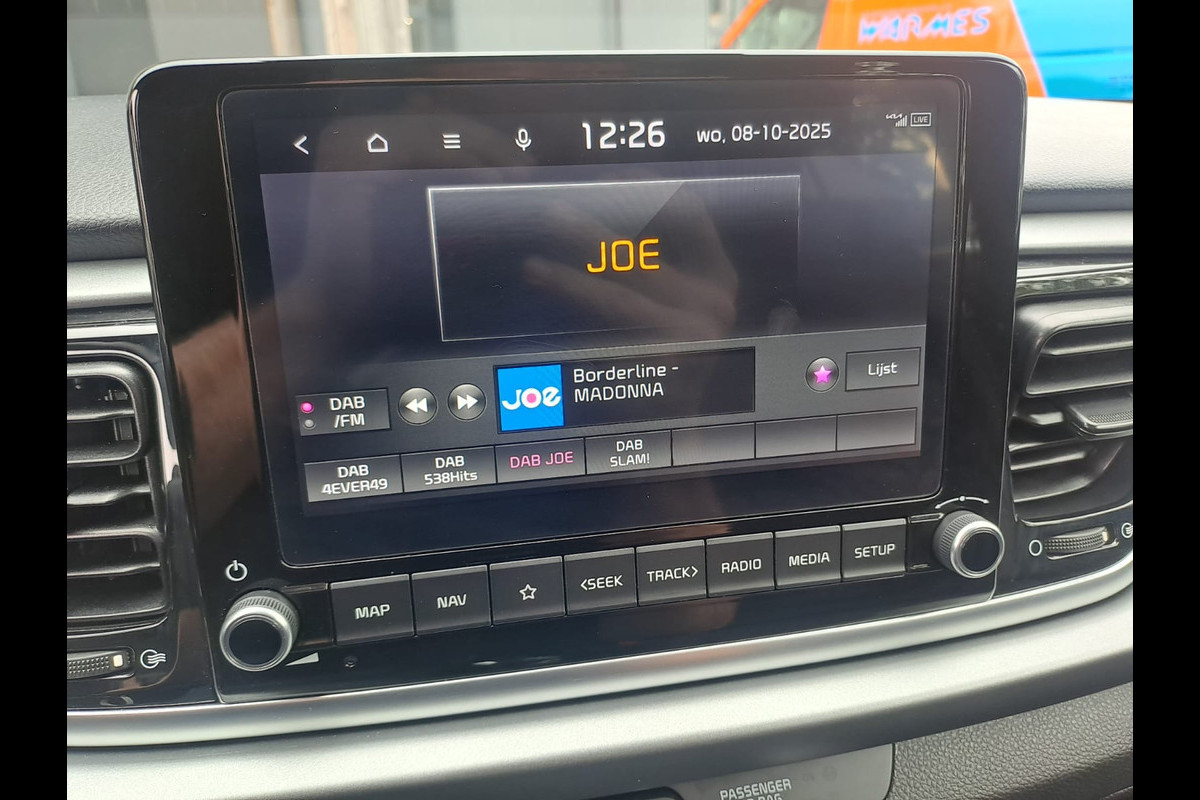 WARMES
12:26 wo, 08-10-2025 LIVE
JOE
DAB
/FM
Joe
Borderline -
MADONNA
Lijst
DAB
4EVER49
DAB
538Hits
DAB JOE
DAB
SLAM!
MAP
NAV
<SEEK
TRACK>
RADIO
MEDIA
SETUP
PASSENGER